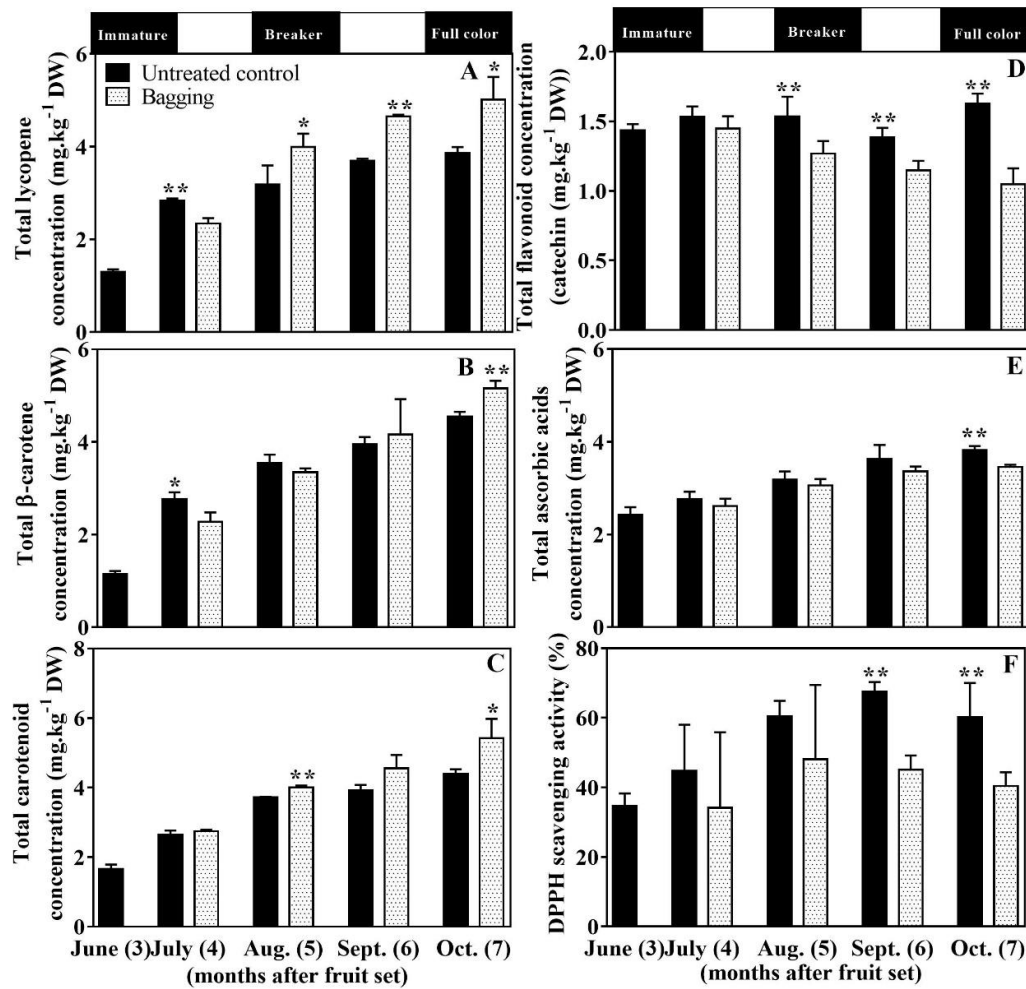 Immature Breaker Full color
Immature Breaker Full color
Untreated control
Bagging
A
Total lycopene
concentration (mg.kg-1 DW)
6
4
2
0
*
**
*
**
B
Total β-carotene
concentration (mg.kg-1 DW)
6
4
2
0
*
**
C
Total carotenoid
concentration (mg.kg-1 DW)
8
6
4
2
0
**
*
June (3) July (4) Aug. (5) Sept. (6) Oct. (7)
(months after fruit set)
D
Total flavonoid concentration
(catechin (mg.kg-1 DW))
2.0
1.5
1.0
0.5
0.0
**
**
**
E
Total ascorbic acids
concentration (mg.kg-1 DW)
6
4
2
0
**
F
DPPH scavenging activity (%)
80
60
40
20
0
**
**
June (3) July (4) Aug. (5) Sept. (6) Oct. (7)
(months after fruit set)